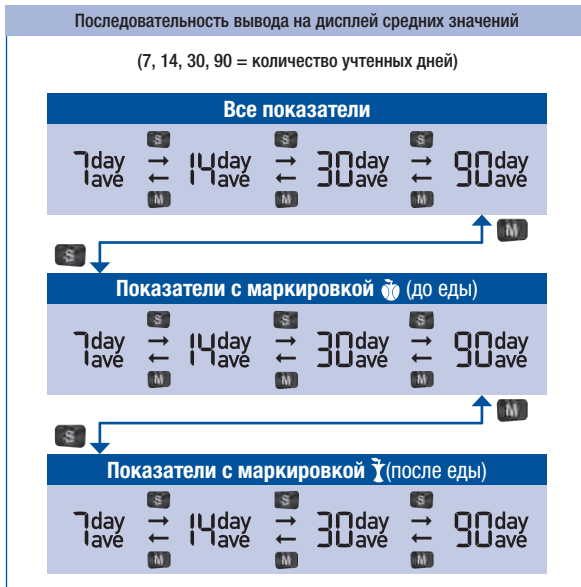 Последовательность вывода на дисплей средних значений
(7, 14, 30, 90 = количество учтенных дней)
Все показатели
S S S
7day ave → ← 14day ave → ← 30day ave → ← 90day ave
M M M
M
S
Показатели с маркировкой (до еды)
S S S
7day ave → ← 14day ave → ← 30day ave → ← 90day ave
M M M
M
S
Показатели с маркировкой (после еды)
S S S
7day ave → ← 14day ave → ← 30day ave → ← 90day ave
M M M